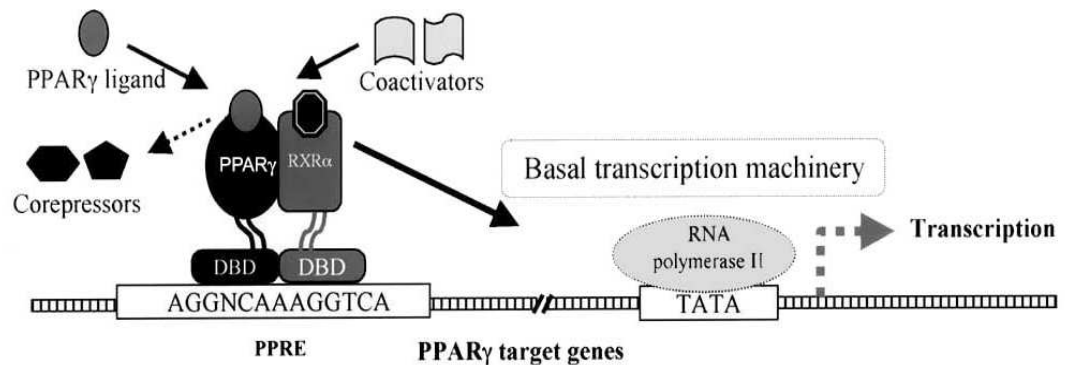 PPARγ ligand
Coactivators
Corepressors
PPARγ
RXRα
Basal transcription machinery
RNA
polymerase II
Transcription
DBD
DBD
AGGNCAAAGGTCA
TATA
PPRE
PPARγ target genes